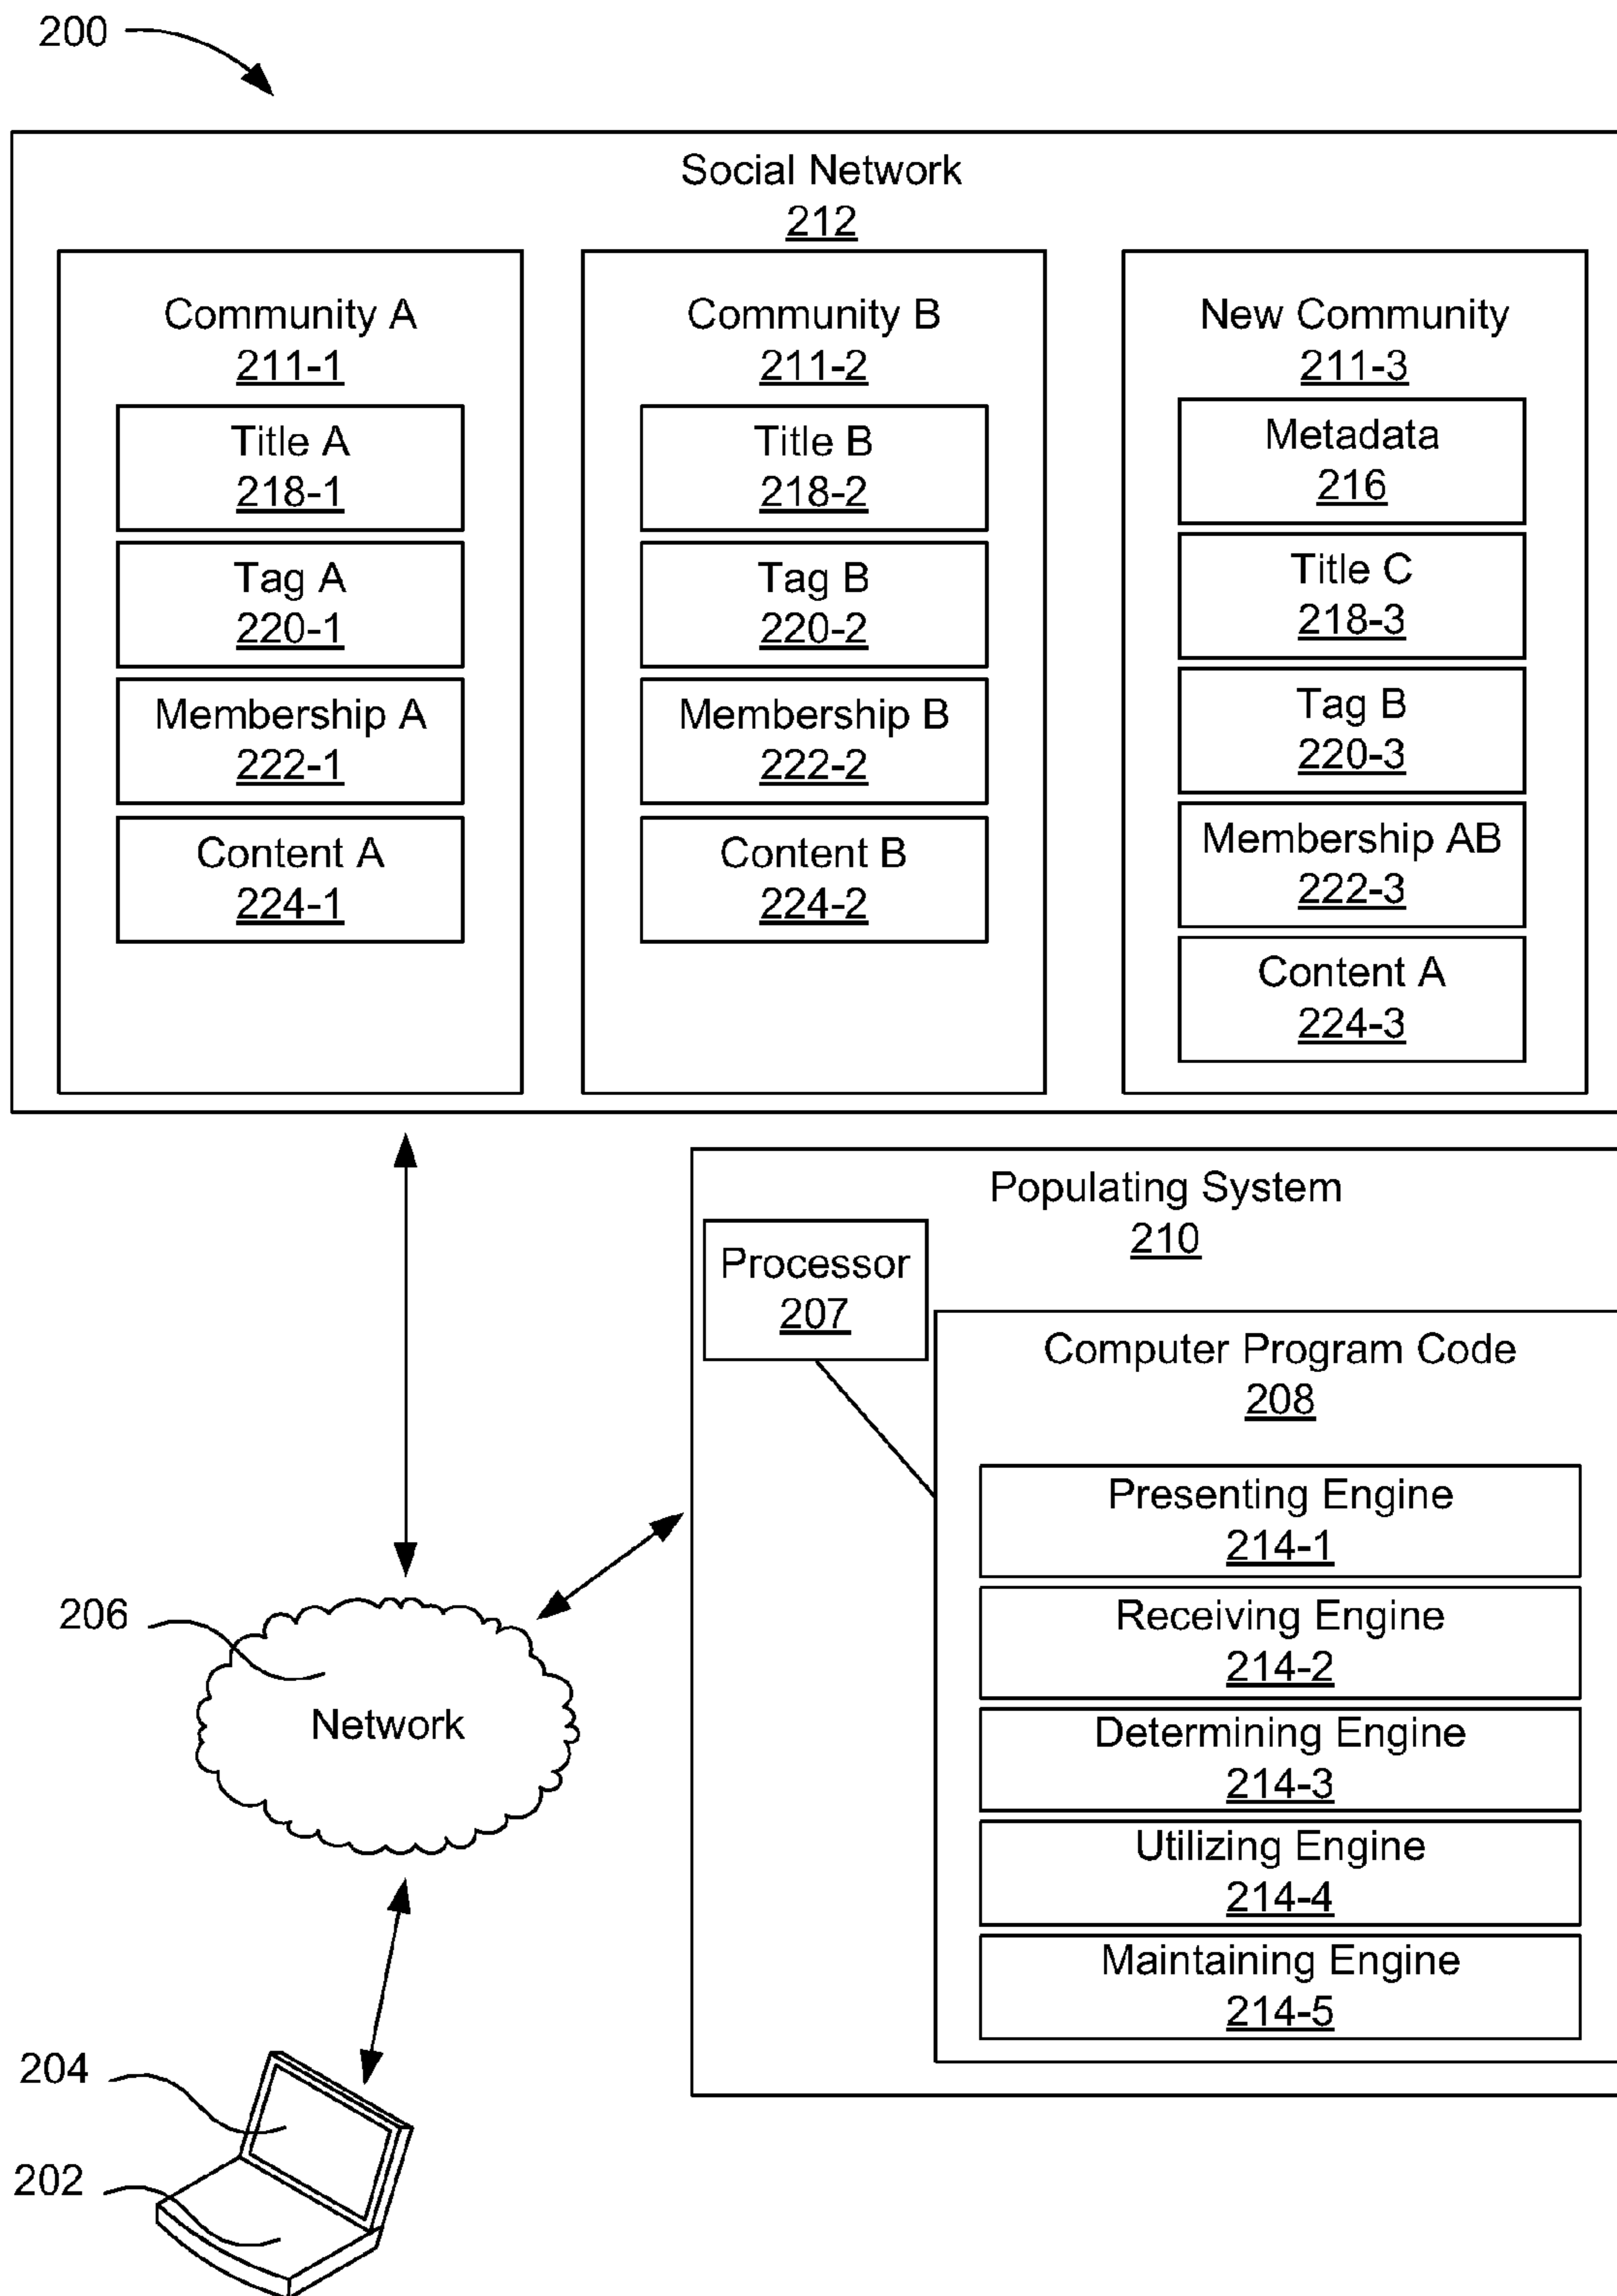 200
Social Network
212
Community A
211-1
Title A
218-1
Tag A
220-1
Membership A
222-1
Content A
224-1
Community B
211-2
Title B
218-2
Tag B
220-2
Membership B
222-2
Content B
224-2
New Community
211-3
Metadata
216
Title C
218-3
Tag B
220-3
Membership AB
222-3
Content A
224-3
Populating System
210
Processor
207
Computer Program Code
208
Presenting Engine
214-1
Receiving Engine
214-2
Determining Engine
214-3
Utilizing Engine
214-4
Maintaining Engine
214-5
206
Network
204
202